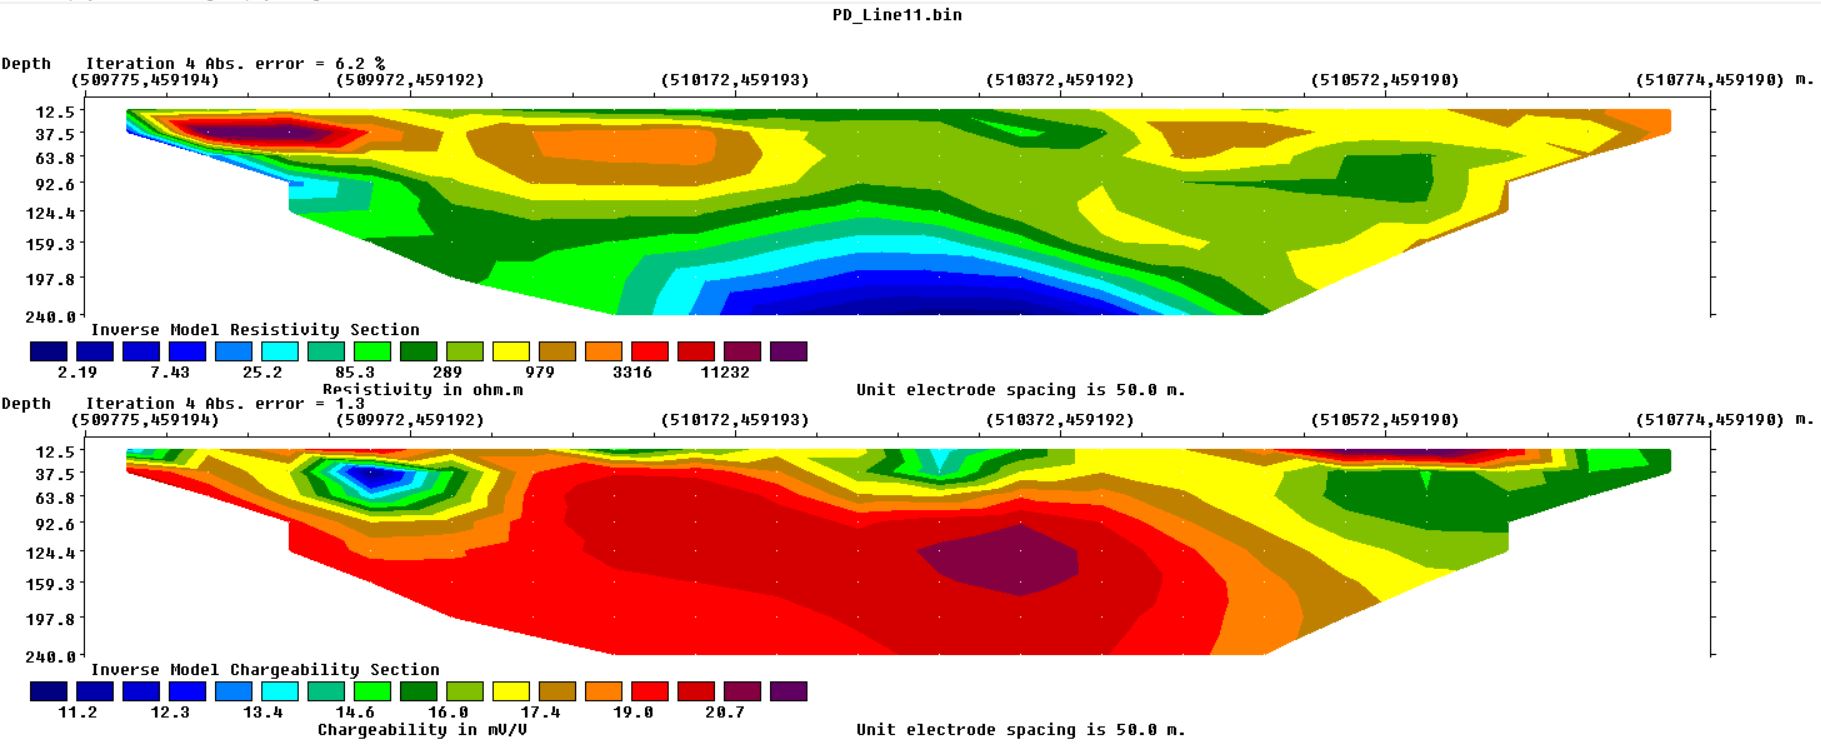 PD_Line11.bin
Depth Iteration 4 Abs. error = 6.2 %
(509775,459194) (509972,459192) (510172,459193) (510372,459192) (510572,459190) (510774,459190) m.
12.5
37.5
63.8
92.6
124.4
159.3
197.8
240.0
Inverse Model Resistivity Section
2.19 7.43 25.2 85.3 289 979 3316 11232
Resistivity in ohm.m Unit electrode spacing is 50.0 m.
Depth Iteration 4 Abs. error = 1.3
(509775,459194) (509972,459192) (510172,459193) (510372,459192) (510572,459190) (510774,459190) m.
12.5
37.5
63.8
92.6
124.4
159.3
197.8
240.0
Inverse Model Chargeability Section
11.2 12.3 13.4 14.6 16.0 17.4 19.0 20.7
Chargeability in mV/V Unit electrode spacing is 50.0 m.